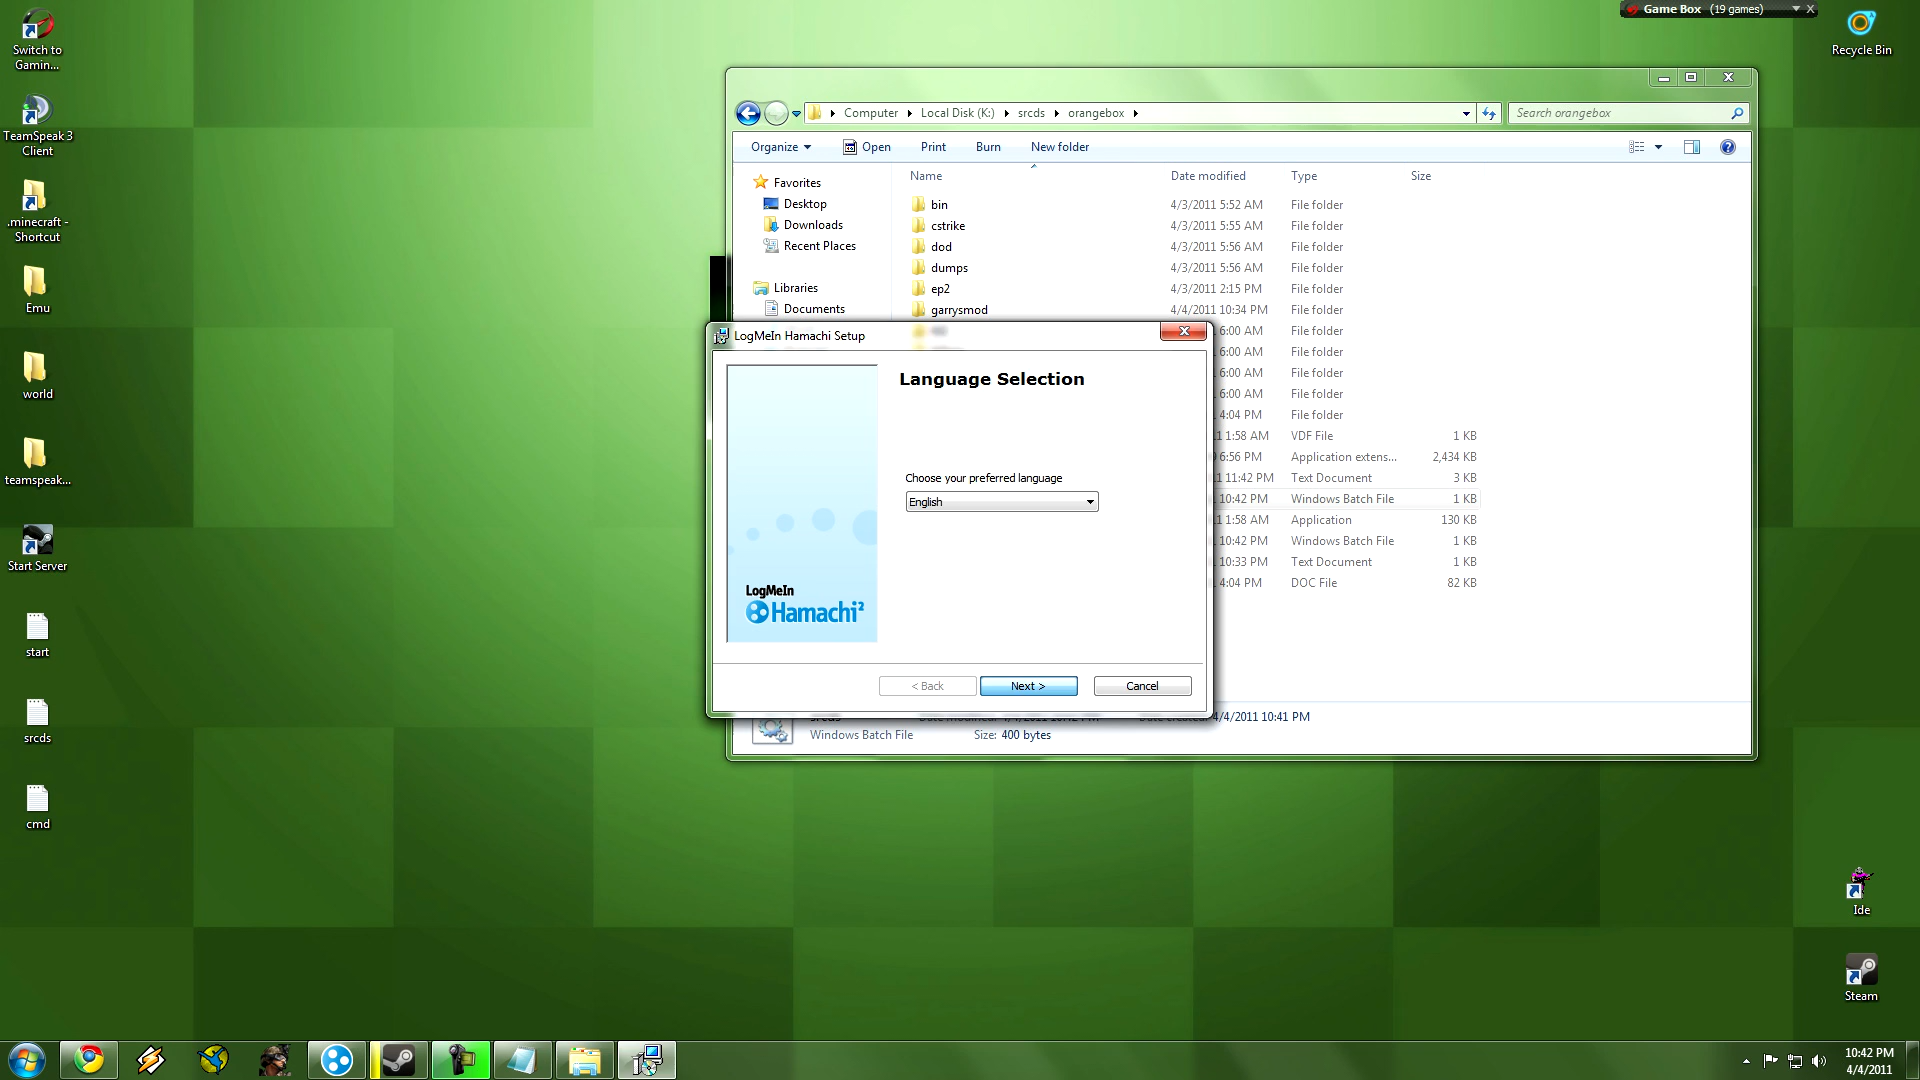 Switch to
Gamin...
TeamSpeak 3
Client
.minecraft -
Shortcut
Emu
world
teamspeak...
Start Server
start
srcds
cmd
Game Box (19 games)
Recycle Bin
Computer Local Disk (K:) srcds orangebox
Search orangebox
Organize Open Print Burn New folder
Name Date modified Type Size
Favorites
Desktop
Downloads
Recent Places
Libraries
Documents
bin 4/3/2011 5:52 AM File folder
cstrike 4/3/2011 5:55 AM File folder
dod 4/3/2011 5:56 AM File folder
dumps 4/3/2011 5:56 AM File folder
ep2 4/3/2011 2:15 PM File folder
garrysmod 4/4/2011 10:34 PM File folder
6:00 AM File folder
6:00 AM File folder
6:00 AM File folder
6:00 AM File folder
4:04 PM File folder
1:58 AM VDF File 1 KB
6:56 PM Application extens... 2,434 KB
11:42 PM Text Document 3 KB
10:42 PM Windows Batch File 1 KB
1:58 AM Application 130 KB
10:42 PM Windows Batch File 1 KB
10:33 PM Text Document 1 KB
4:04 PM DOC File 82 KB
LogMeIn Hamachi Setup
Language Selection
Choose your preferred language
English
LogMeIn
Hamachi²
< Back Next > Cancel
srcds Date modified: 4/4/2011 10:42 PM Date created: 4/4/2011 10:41 PM
Windows Batch File Size: 400 bytes
Ide
Steam
10:42 PM
4/4/2011